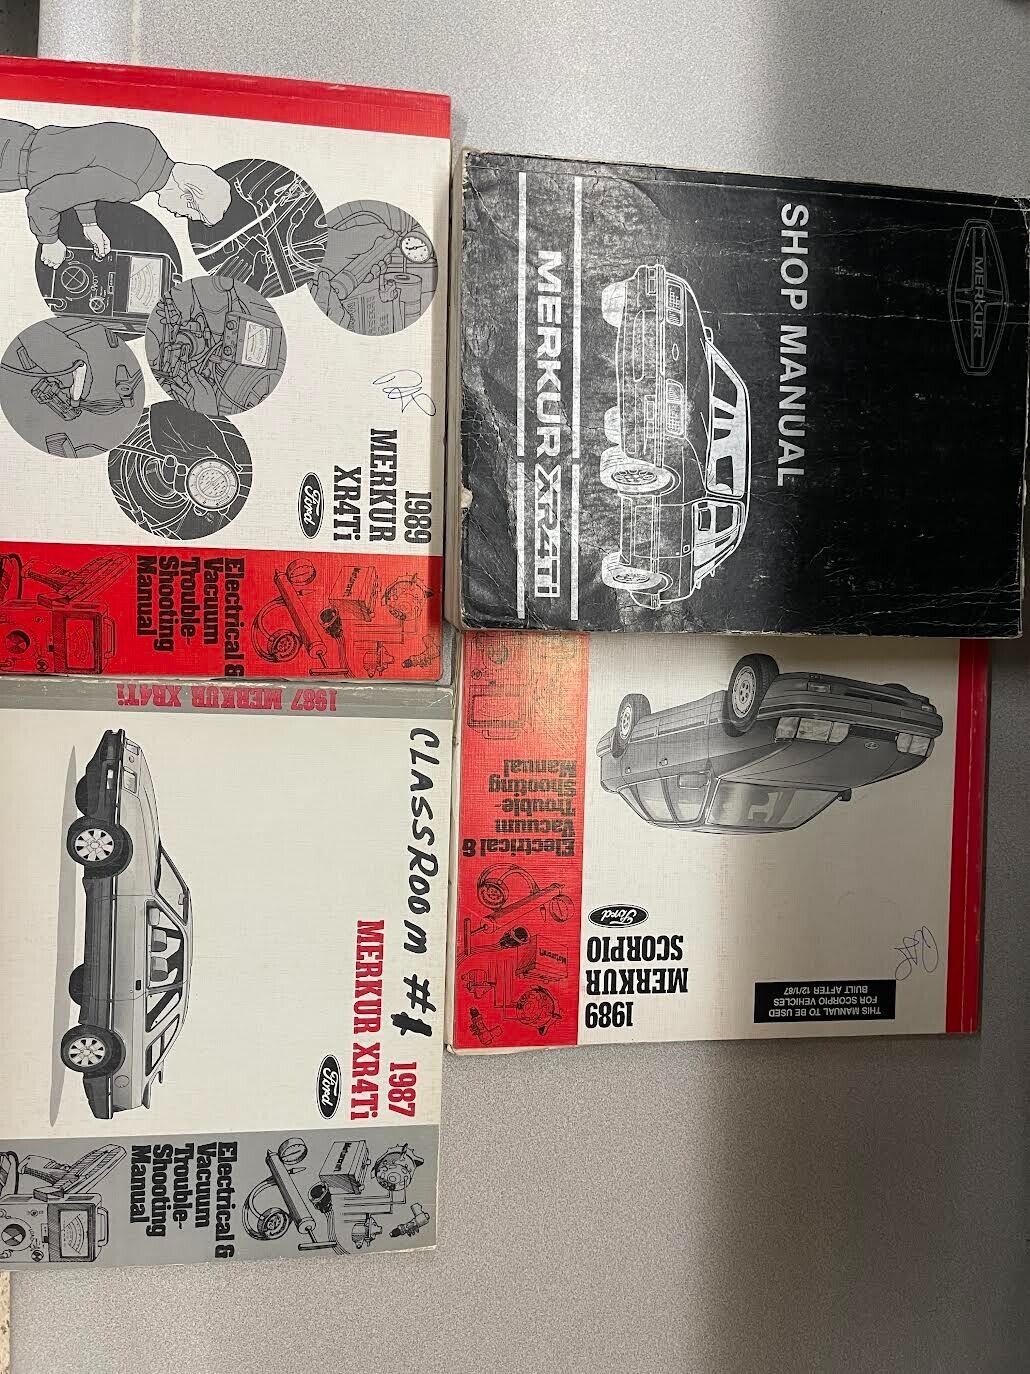 1989
MERKUR
XR4Ti
Ford
Electrical &
Vacuum
Trouble-
Shooting
Manual
MERKUR
SHOP MANUAL
MERKUR XR4Ti
1987 MERKUR XR4Ti
CLASSROOM #1
1987
MERKUR XR4Ti
Ford
Electrical &
Vacuum
Trouble-
Shooting
Manual
Motorcraft
THIS MANUAL TO BE USED
FOR SCORPIO VEHICLES
BUILT AFTER 12/1/87
1989
MERKUR
SCORPIO
Ford
Electrical &
Vacuum
Trouble-
Shooting
Manual
Motorcraft